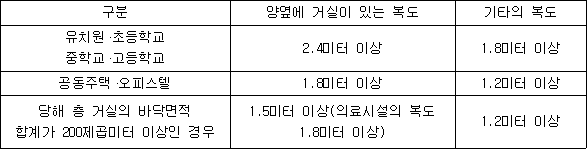 구분 양옆에 거실이 있는 복도 기타의 복도
유치원·초등학교
중학교·고등학교
2.4미터 이상 1.8미터 이상
공동주택·오피스텔 1.8미터 이상 1.2미터 이상
당해 층 거실의 바닥면적
합계가 200제곱미터 이상인 경우
1.5미터 이상(의료시설의 복도
1.8미터 이상)
1.2미터 이상